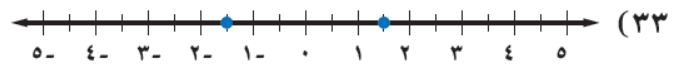 (٣٣
٥- ٤- ٣- ٢- ١- ٠ ١ ٢ ٣ ٤ ٥